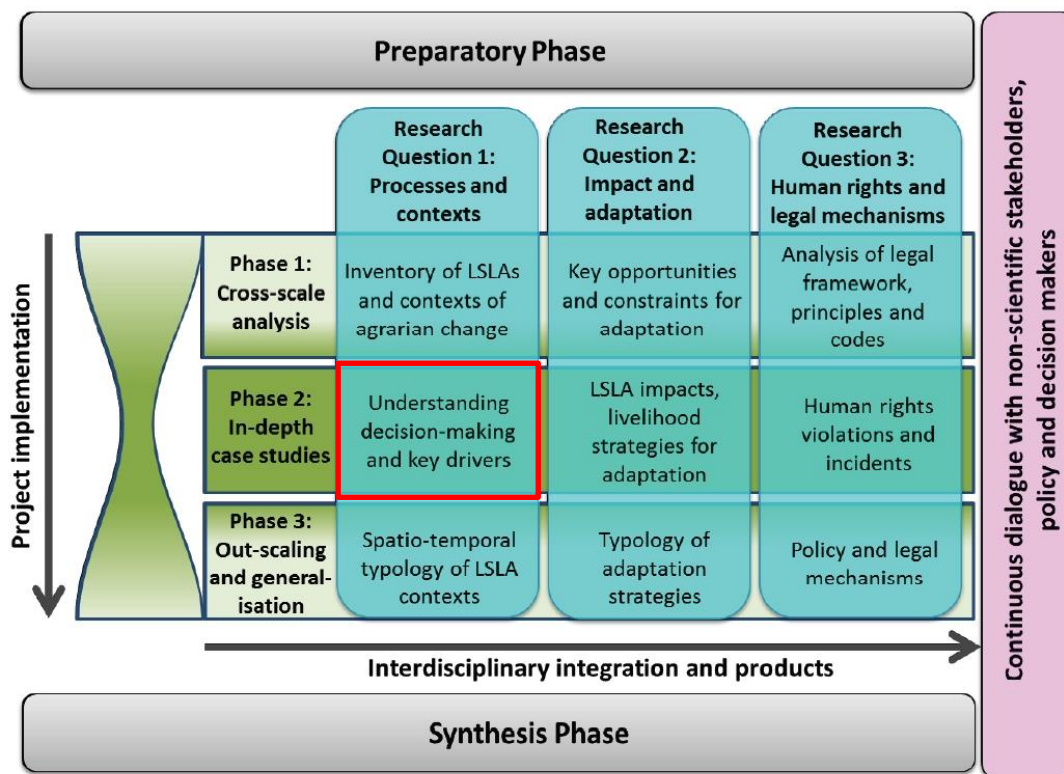 Preparatory Phase
Research
Question 1:
Processes and
contexts
Research
Question 2:
Impact and
adaptation
Research
Question 3:
Human rights and
legal mechanisms
Phase 1:
Cross-scale
analysis
Inventory of LSLAs
and contexts of
agrarian change
Key opportunities
and constraints for
adaptation
Analysis of legal
framework,
principles and
codes
Phase 2:
In-depth
case studies
Understanding
decision-making
and key drivers
LSLA impacts,
livelihood
strategies for
adaptation
Human rights
violations and
incidents
Phase 3:
Out-scaling
and general-
isation
Spatio-temporal
typology of LSLA
contexts
Typology of
adaptation
strategies
Policy and legal
mechanisms
Project implementation
Interdisciplinary integration and products
Synthesis Phase
Continuous dialogue with non-scientific stakeholders,
policy and decision makers